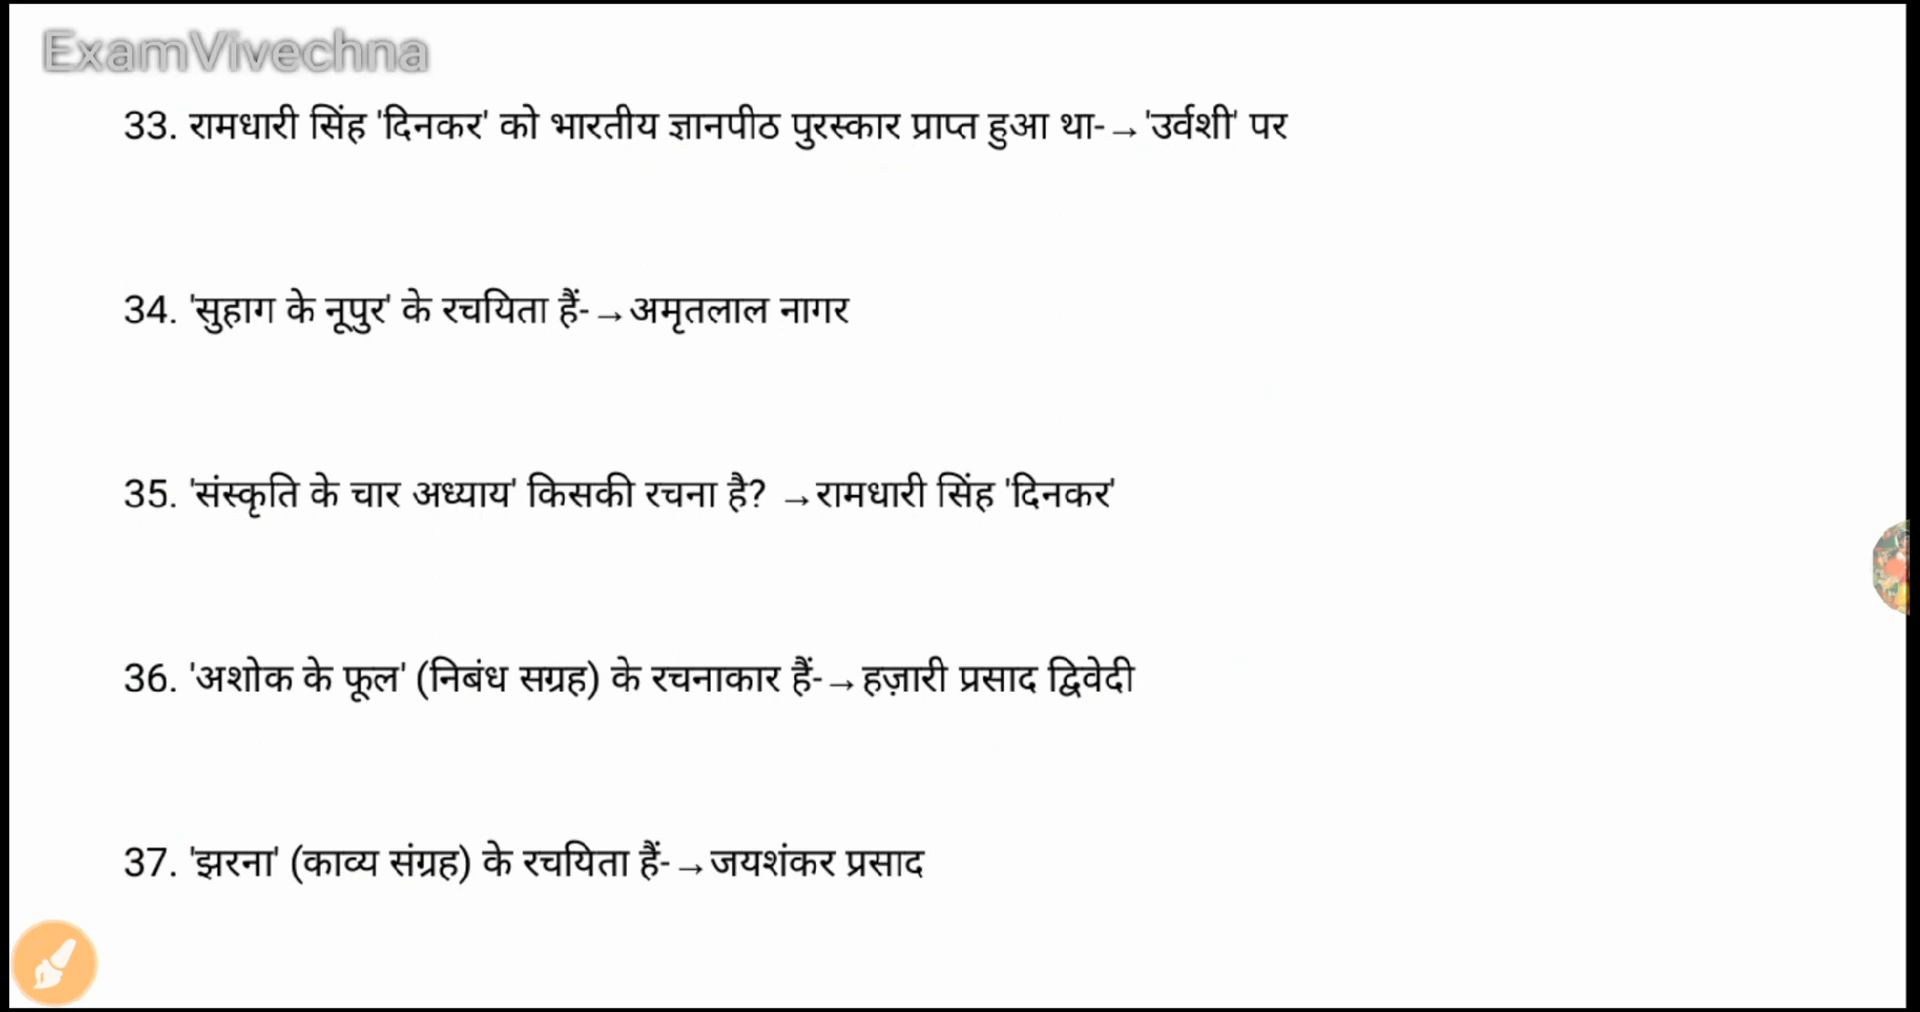 ExamVivechna
33. रामधारी सिंह 'दिनकर' को भारतीय ज्ञानपीठ पुरस्कार प्राप्त हुआ था-→'उर्वशी' पर
34. 'सुहाग के नूपुर' के रचयिता हैं-→अमृतलाल नागर
35. 'संस्कृति के चार अध्याय' किसकी रचना है? →रामधारी सिंह 'दिनकर'
36. 'अशोक के फूल' (निबंध सग्रह) के रचनाकार हैं-→हज़ारी प्रसाद द्विवेदी
37. 'झरना' (काव्य संग्रह) के रचयिता हैं-→जयशंकर प्रसाद